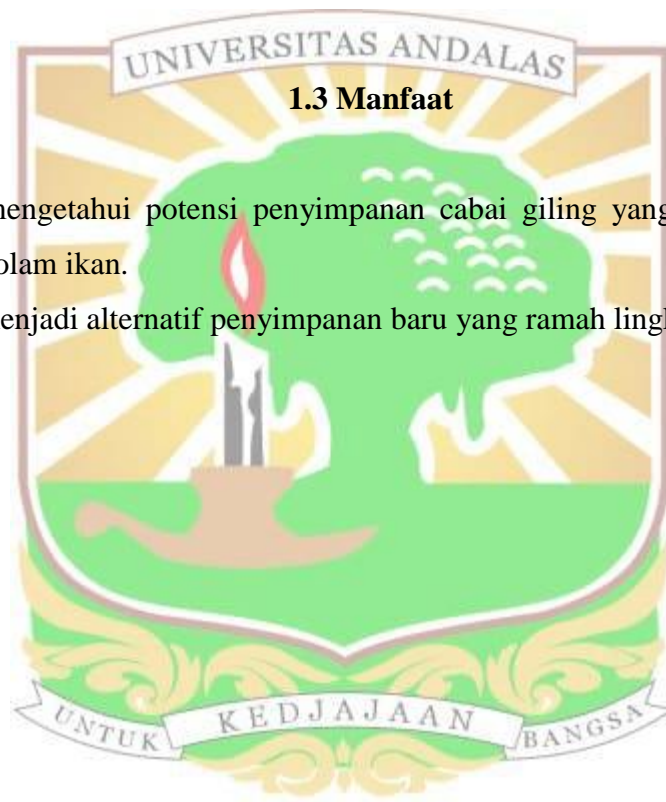 UNIVERSITAS ANDALAS
1.3 Manfaat
mengetahui potensi penyimpanan cabai giling yang
olam ikan.
enjadi alternatif penyimpanan baru yang ramah
UNTUK KEDJAJAAN BANGSA